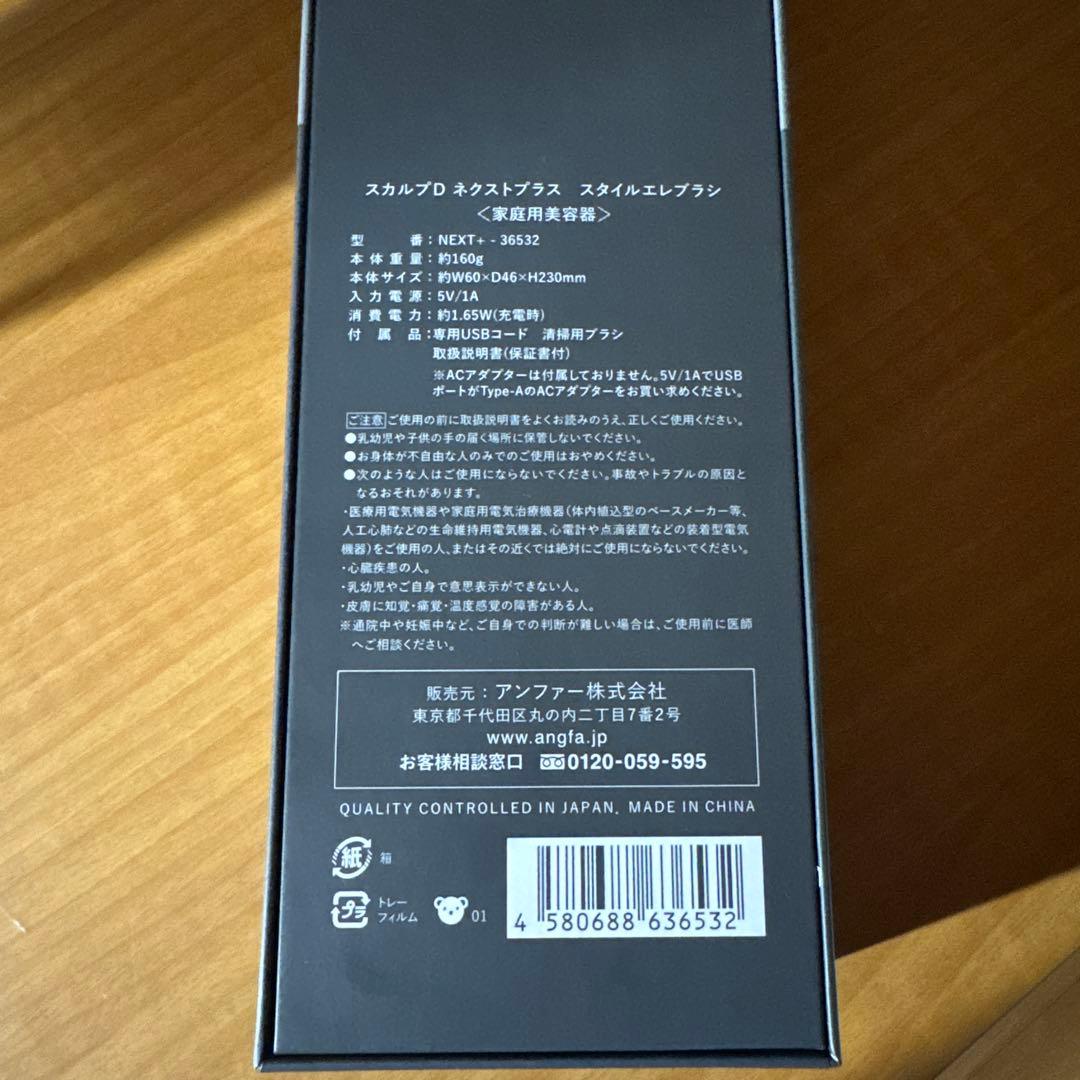 スカルプD ネクストプラス　スタイルエレブラシ
＜家庭用美容器＞
型番：NEXT+ - 36532
本体重量：約160g
本体サイズ：約W60×D46×H230mm
入力電源：5V/1A
消費電力：約1.65W(充電時)
付属品：専用USBコード　清掃用ブラシ
取扱説明書(保証書付)
※ACアダプターは付属しておりません。5V/1AでUSB
ポートがType-AのACアダプターをお買い求めください。
ご注意 ご使用の前に取扱説明書をよくお読みのうえ、正しくご使用ください。
●乳幼児や子供の手の届く場所に保管しないでください。
●お身体が不自由な人のみでのご使用はおやめください。
●次のような人はご使用にならないでください。事故やトラブルの原因と
なるおそれがあります。
・医療用電気機器や家庭用電気治療機器(体内植込型のペースメーカー等、
人工心肺などの生命維持用電気機器、心電計や点滴装置などの装着型電気
機器)をご使用の人、またはその近くでは絶対にご使用にならないでください。
・心臓疾患の人。
・乳幼児やご自身で意思表示ができない人。
・皮膚に知覚・痛覚・温度感覚の障害がある人。
※通院中や妊娠中など、ご自身での判断が難しい場合は、ご使用前に医師
へご相談ください。
販売元：アンファー株式会社
東京都千代田区丸の内二丁目7番2号
www.angfa.jp
お客様相談窓口 0120-059-595
QUALITY CONTROLLED IN JAPAN. MADE IN CHINA
紙 箱
プラ トレー
フィルム
01
4 580688 636532